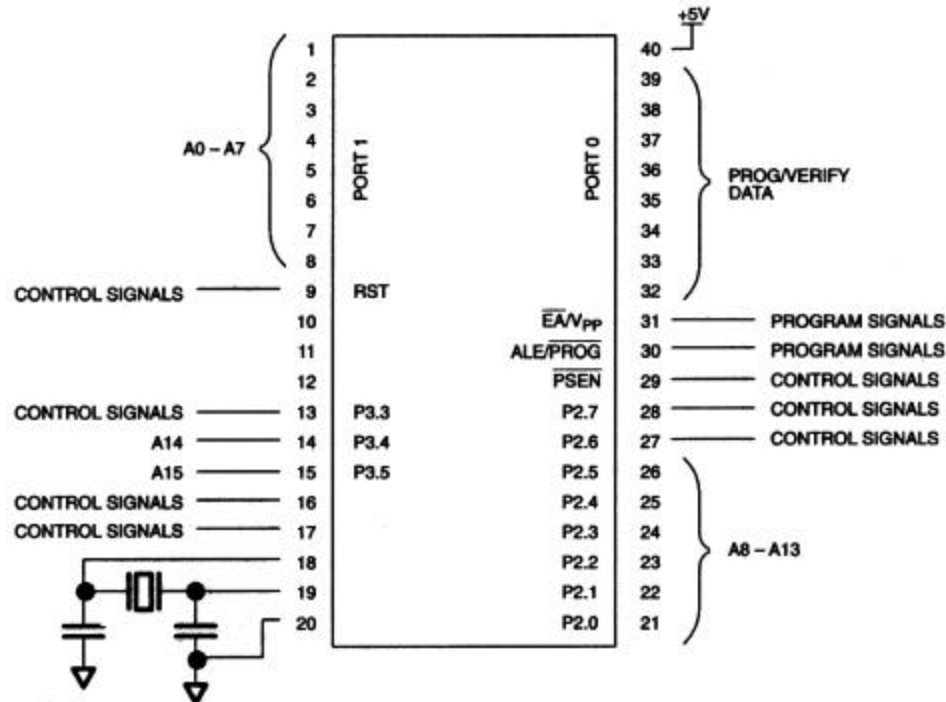 +5V
1
2
3
4
5
6
7
8
A0 – A7
PORT 1
CONTROL SIGNALS
9
RST
10
11
12
CONTROL SIGNALS
13
P3.3
A14
14
P3.4
A15
15
P3.5
CONTROL SIGNALS
16
CONTROL SIGNALS
17
18
19
20
40
39
38
37
36
35
34
33
32
PORT 0
PROG/VERIFY
DATA
EA/VPP
31
PROGRAM SIGNALS
ALE/PROG
30
PROGRAM SIGNALS
PSEN
29
CONTROL SIGNALS
P2.7
28
CONTROL SIGNALS
P2.6
27
CONTROL SIGNALS
P2.5
26
P2.4
25
P2.3
24
P2.2
23
P2.1
22
P2.0
21
A8 – A13